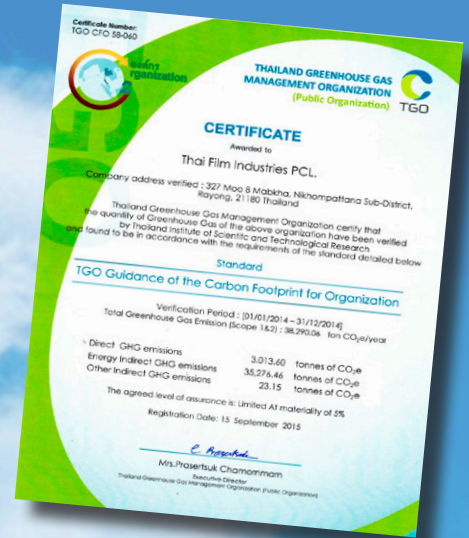 Certificate Number:
TGO CFO 58-060
องค์กร
rganization
THAILAND GREENHOUSE GAS
MANAGEMENT ORGANIZATION
(Public Organization)
TGO
CERTIFICATE
Awarded to
Thai Film Industries PCL.
Company address verified : 327 Moo 8 Mabkha, Nikhompattana Sub-District,
Rayong, 21180 Thailand
Thailand Greenhouse Gas Management Organization certify that
the quantity of Greenhouse Gas of the above organization have been verified
by Thailand Institute of Scientific and Technological Research
and found to be in accordance with the requirements of the standard detailed below
Standard
TGO Guidance of the Carbon Footprint for Organization
Verification Period : [01/01/2014 – 31/12/2014]
Total Greenhouse Gas Emission (Scope 1&2) : 38,290.06 ton CO₂e/year
Direct GHG emissions 3,013.60 tonnes of CO₂e
Energy Indirect GHG emissions 35,276.46 tonnes of CO₂e
Other Indirect GHG emissions 23.15 tonnes of CO₂e
The agreed level of assurance is: Limited At materiality of 5%
Registration Date: 15 September 2015
Mrs.Prasertsuk Chamornmarn
Executive Director
Thailand Greenhouse Gas Management Organization (Public Organization)